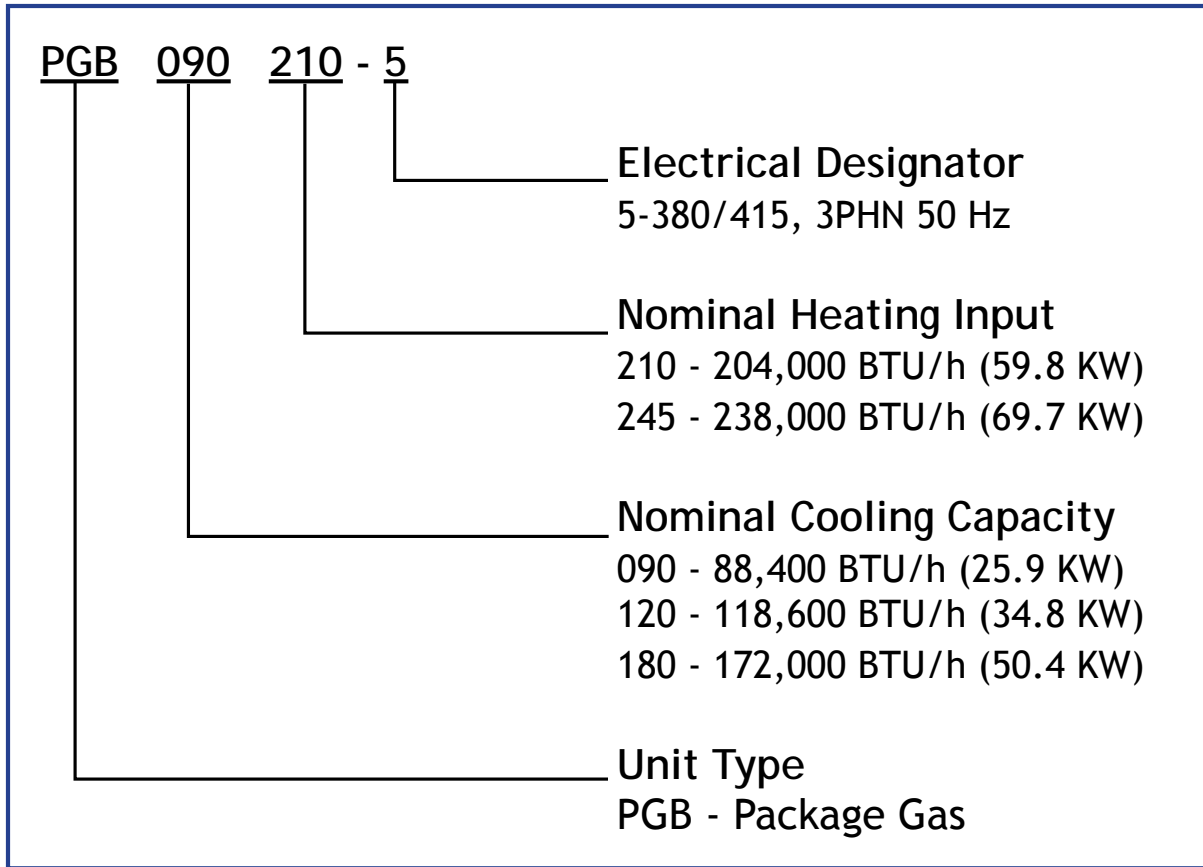 PGB 090 210 - 5
Electrical Designator
5-380/415, 3PHN 50 Hz
Nominal Heating Input
210 - 204,000 BTU/h (59.8 KW)
245 - 238,000 BTU/h (69.7 KW)
Nominal Cooling Capacity
090 - 88,400 BTU/h (25.9 KW)
120 - 118,600 BTU/h (34.8 KW)
180 - 172,000 BTU/h (50.4 KW)
Unit Type
PGB - Package Gas